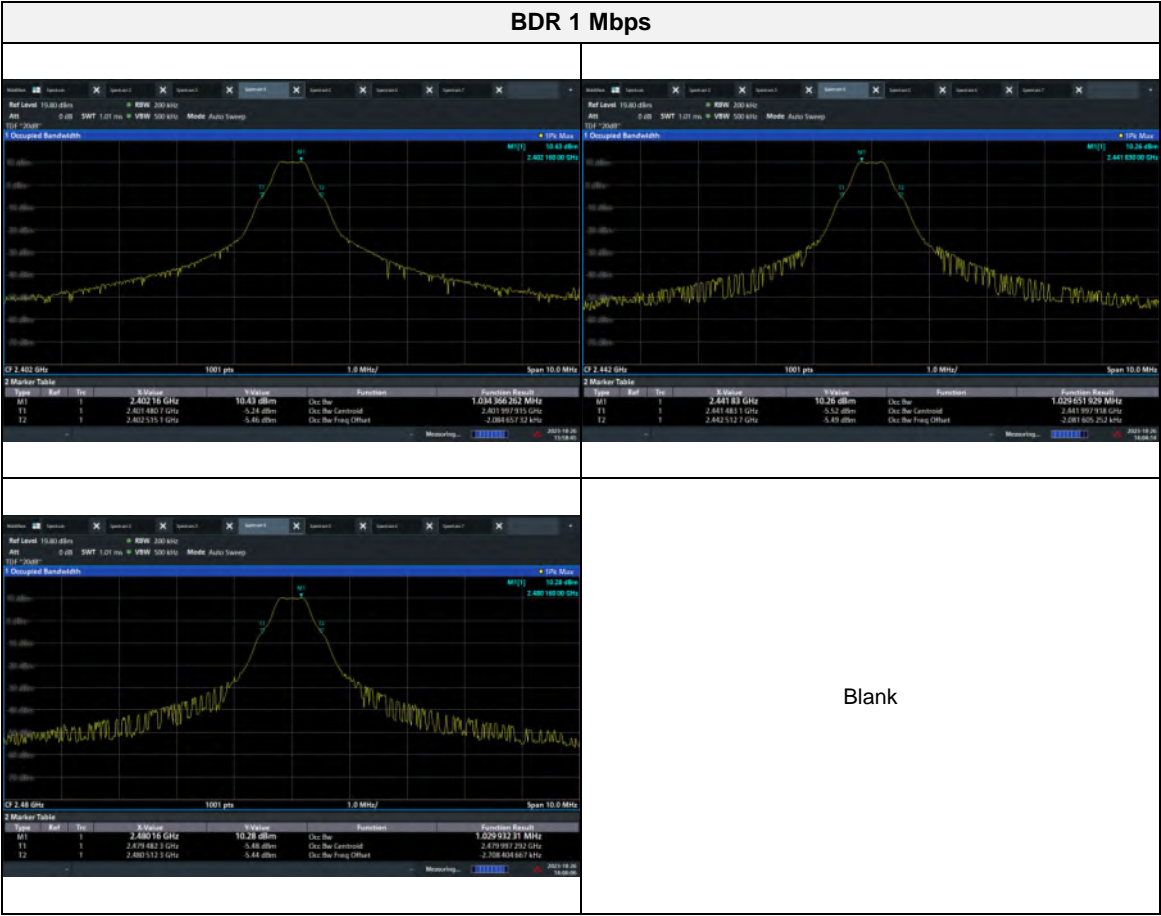 BDR 1 Mbps
Ref Level 19.80 dBm RBW 200 kHz
Att 0 dB SWT 1.01 ms VBW 500 kHz Mode Auto Sweep
TDF "20dB"
1 Occupied Bandwidth 1Pk Max
M1[1] 10.43 dBm
2.402 160 00 GHz
M1
T1 T2
CF 2.402 GHz 1001 pts 1.0 MHz/ Span 10.0 MHz
2 Marker Table
Type Ref Trc X-Value Y-Value Function Function Result
M1 1 2.402 16 GHz 10.43 dBm Occ Bw 1.034 366 262 MHz
T1 1 2.401 480 7 GHz -5.24 dBm Occ Bw Centroid 2.401 997 915 GHz
T2 1 2.402 515 1 GHz -5.46 dBm Occ Bw Freq Offset -2.084 657 32 kHz
Measuring... 2023-10-26
Ref Level 19.80 dBm RBW 200 kHz
Att 0 dB SWT 1.01 ms VBW 500 kHz Mode Auto Sweep
TDF "20dB"
1 Occupied Bandwidth 1Pk Max
M1[1] 10.26 dBm
2.441 830 00 GHz
M1
T1 T2
CF 2.442 GHz 1001 pts 1.0 MHz/ Span 10.0 MHz
2 Marker Table
Type Ref Trc X-Value Y-Value Function Function Result
M1 1 2.441 83 GHz 10.26 dBm Occ Bw 1.029 651 929 MHz
T1 1 2.441 483 1 GHz -5.52 dBm Occ Bw Centroid 2.441 997 918 GHz
T2 1 2.442 512 7 GHz -5.49 dBm Occ Bw Freq Offset -2.081 605 252 kHz
Measuring... 2023-10-26
Ref Level 19.80 dBm RBW 200 kHz
Att 0 dB SWT 1.01 ms VBW 500 kHz Mode Auto Sweep
TDF "20dB"
1 Occupied Bandwidth 1Pk Max
M1[1] 10.28 dBm
2.480 160 00 GHz
M1
T1 T2
CF 2.48 GHz 1001 pts 1.0 MHz/ Span 10.0 MHz
2 Marker Table
Type Ref Trc X-Value Y-Value Function Function Result
M1 1 2.480 16 GHz 10.28 dBm Occ Bw 1.029 932 31 MHz
T1 1 2.479 482 3 GHz -5.48 dBm Occ Bw Centroid 2.479 997 292 GHz
T2 1 2.480 512 3 GHz -5.44 dBm Occ Bw Freq Offset -2.708 404 667 kHz
Measuring... 2023-10-26
Blank